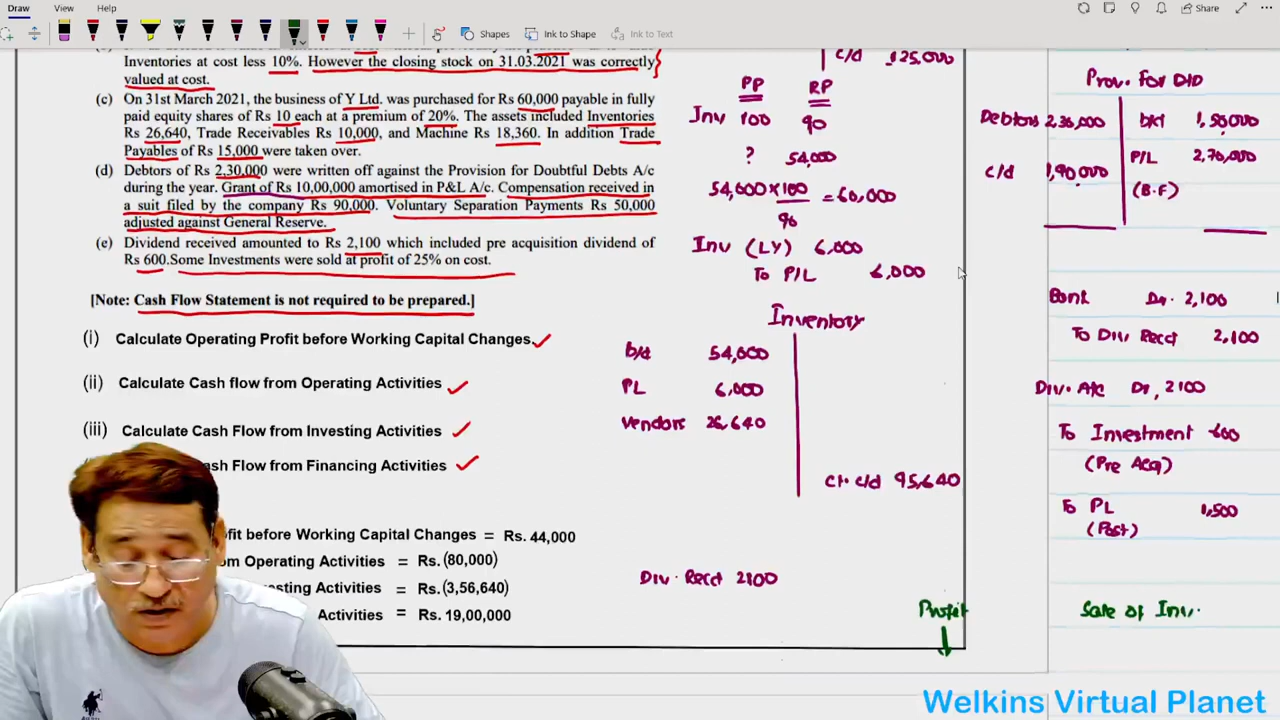 Draw View Help
Share
Shapes Ink to Shape Ink to Text
Inventories at cost less 10%. However the closing stock on 31.03.2021 was correctly
valued at cost.
(c) On 31st March 2021, the business of Y Ltd. was purchased for Rs 60,000 payable in fully
paid equity shares of Rs 10 each at a premium of 20%. The assets included Inventories
Rs 26,640, Trade Receivables Rs 10,000, and Machine Rs 18,360. In addition Trade
Payables of Rs 15,000 were taken over.
(d) Debtors of Rs 2,30,000 were written off against the Provision for Doubtful Debts A/c
during the year. Grant of Rs 10,00,000 amortised in P&L A/c. Compensation received in
a suit filed by the company Rs 90,000. Voluntary Separation Payments Rs 50,000
adjusted against General Reserve.
(e) Dividend received amounted to Rs 2,100 which included pre acquisition dividend of
Rs 600.Some Investments were sold at profit of 25% on cost.
[Note: Cash Flow Statement is not required to be prepared.]
(i) Calculate Operating Profit before Working Capital Changes.
(ii) Calculate Cash flow from Operating Activities
(iii) Calculate Cash Flow from Investing Activities
Cash Flow from Financing Activities
before Working Capital Changes = Rs. 44,000
Operating Activities = Rs. (80,000)
Activities = Rs. (3,56,640)
Activities = Rs. 19,00,000
c/d 125,000
PP RP
Inv 100 90
? 54,000
54,000 x 100 = 60,000
90
Inv (LY) 6,000
To P/L 6,000
Inventory
b/d 54,000
PL 6,000
Vendors 26,640
c/d 95,640
Div. Recd 2100
Profit
Prov. For D/D
Debtors 2,30,000 b/d 1,50,000
P/L 2,70,000
c/d 1,90,000
(B.F)
Bank Dr. 2,100
To Div Recd 2,100
Div. A/c Dr, 2100
To Investment 600
(Pre Acq)
To PL 1,500
(Post)
Sale of Inv.
Welkins Virtual Planet